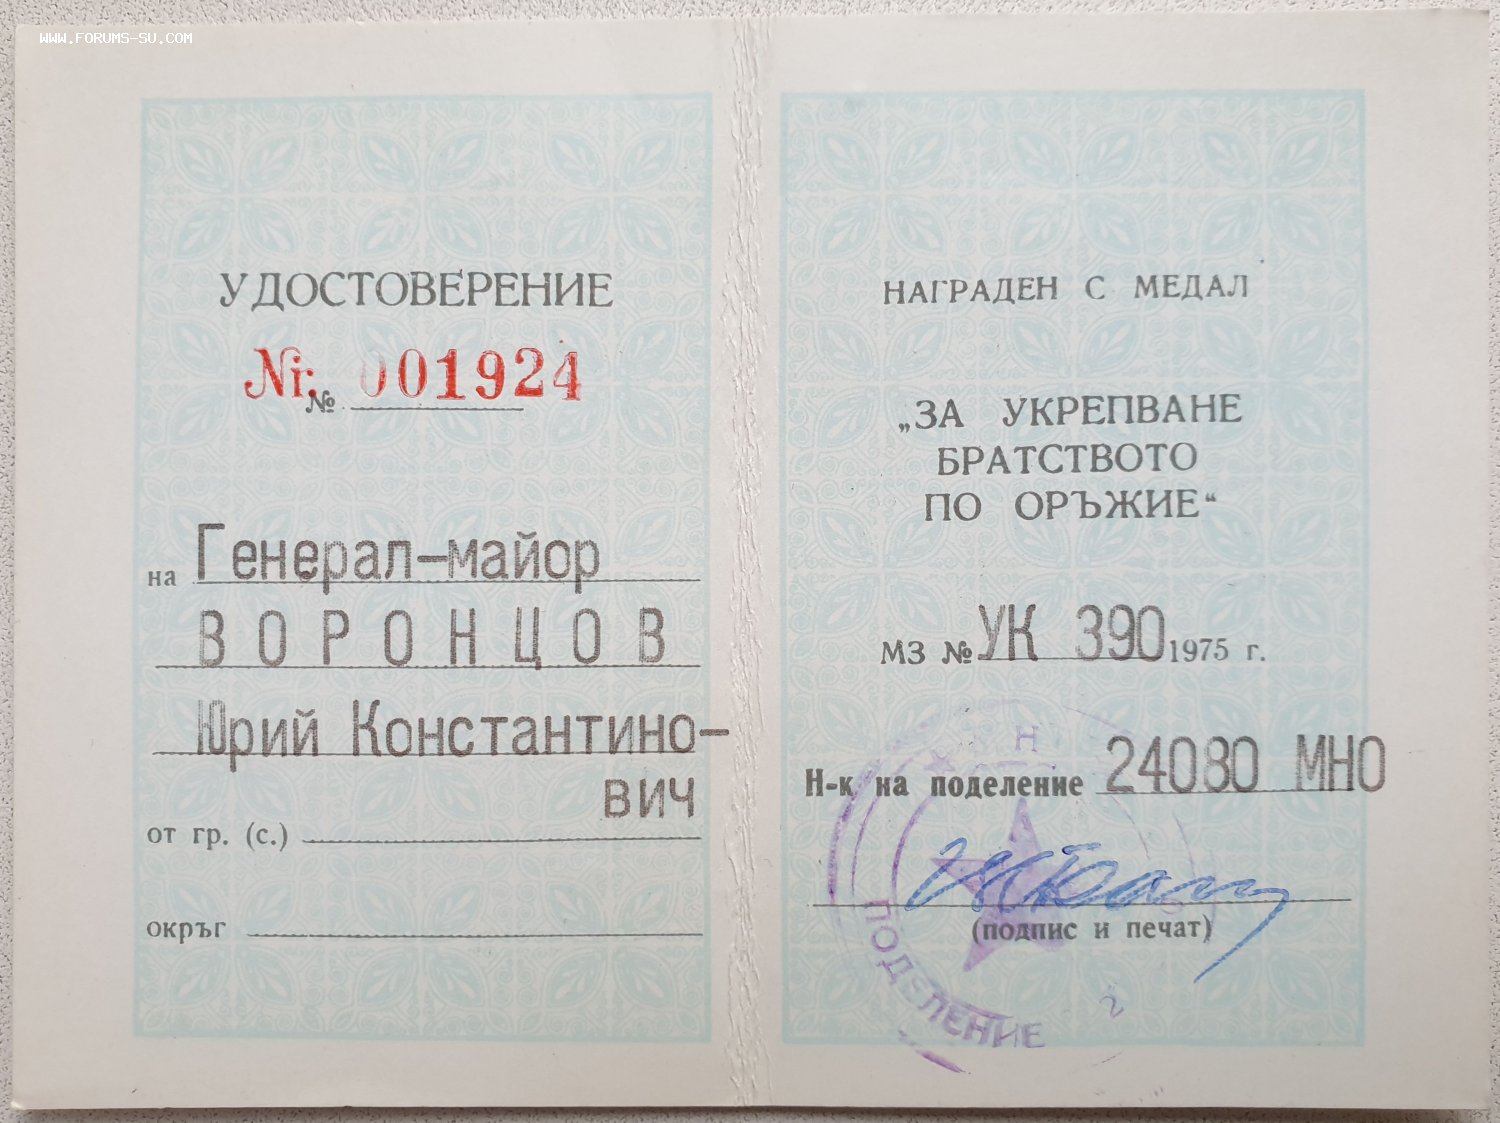 WWW.FORUMS-SU.COM
УДОСТОВЕРЕНИЕ
Nr. 001924
№
на Генерал-майор
ВОРОНЦОВ
Юрий Константино-
вич
от гр. (с.)
окръг
НАГРАДЕН С МЕДАЛ
„ЗА УКРЕПВАНЕ
БРАТСТВОТО
ПО ОРЪЖИЕ“
МЗ № УК 390 1975 г.
Н-к на поделение 24080 МНО
(подпис и печат)
ПОДЕЛЕНИЕ